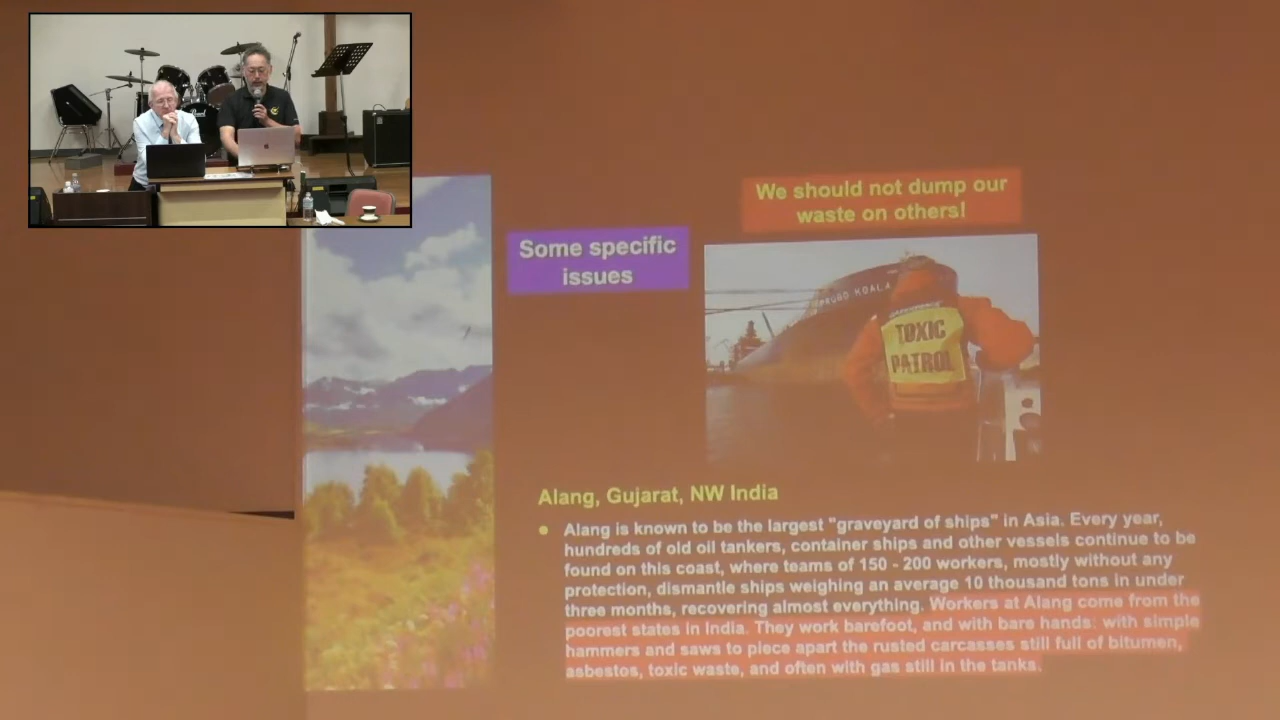 We should not dump our
waste on others!
Some specific
issues
PROBO KOALA
GREENPEACE
TOXIC
PATROL
Alang, Gujarat, NW India
Alang is known to be the largest "graveyard of ships" in Asia. Every year,
hundreds of old oil tankers, container ships and other vessels continue to be
found on this coast, where teams of 150 - 200 workers, mostly without any
protection, dismantle ships weighing an average 10 thousand tons in under
three months, recovering almost everything. Workers at Alang come from the
poorest states in India. They work barefoot, and with bare hands: with simple
hammers and saws to piece apart the rusted carcasses still full of bitumen,
asbestos, toxic waste, and often with gas still in the tanks.